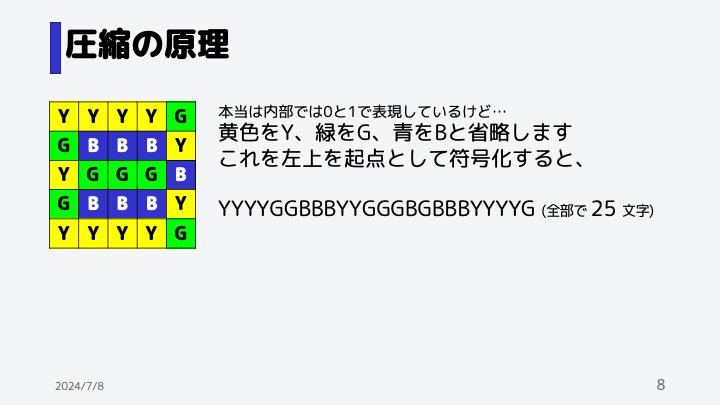 圧縮の原理
Y Y Y Y G
G B B B Y
Y G G G B
G B B B Y
Y Y Y Y G
本当は内部では0と1で表現しているけど…
黄色をY、緑をG、青をBと省略します
これを左上を起点として符号化すると、
YYYYGGBBBYYGGGBGBBBYYYYG (全部で 25 文字)
2024/7/8
8